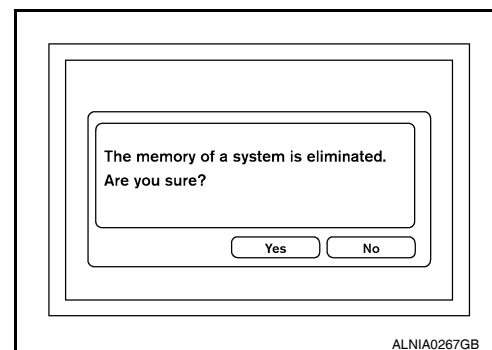 The memory of a system is eliminated.
Are you sure?
Yes No
ALNIA0267GB